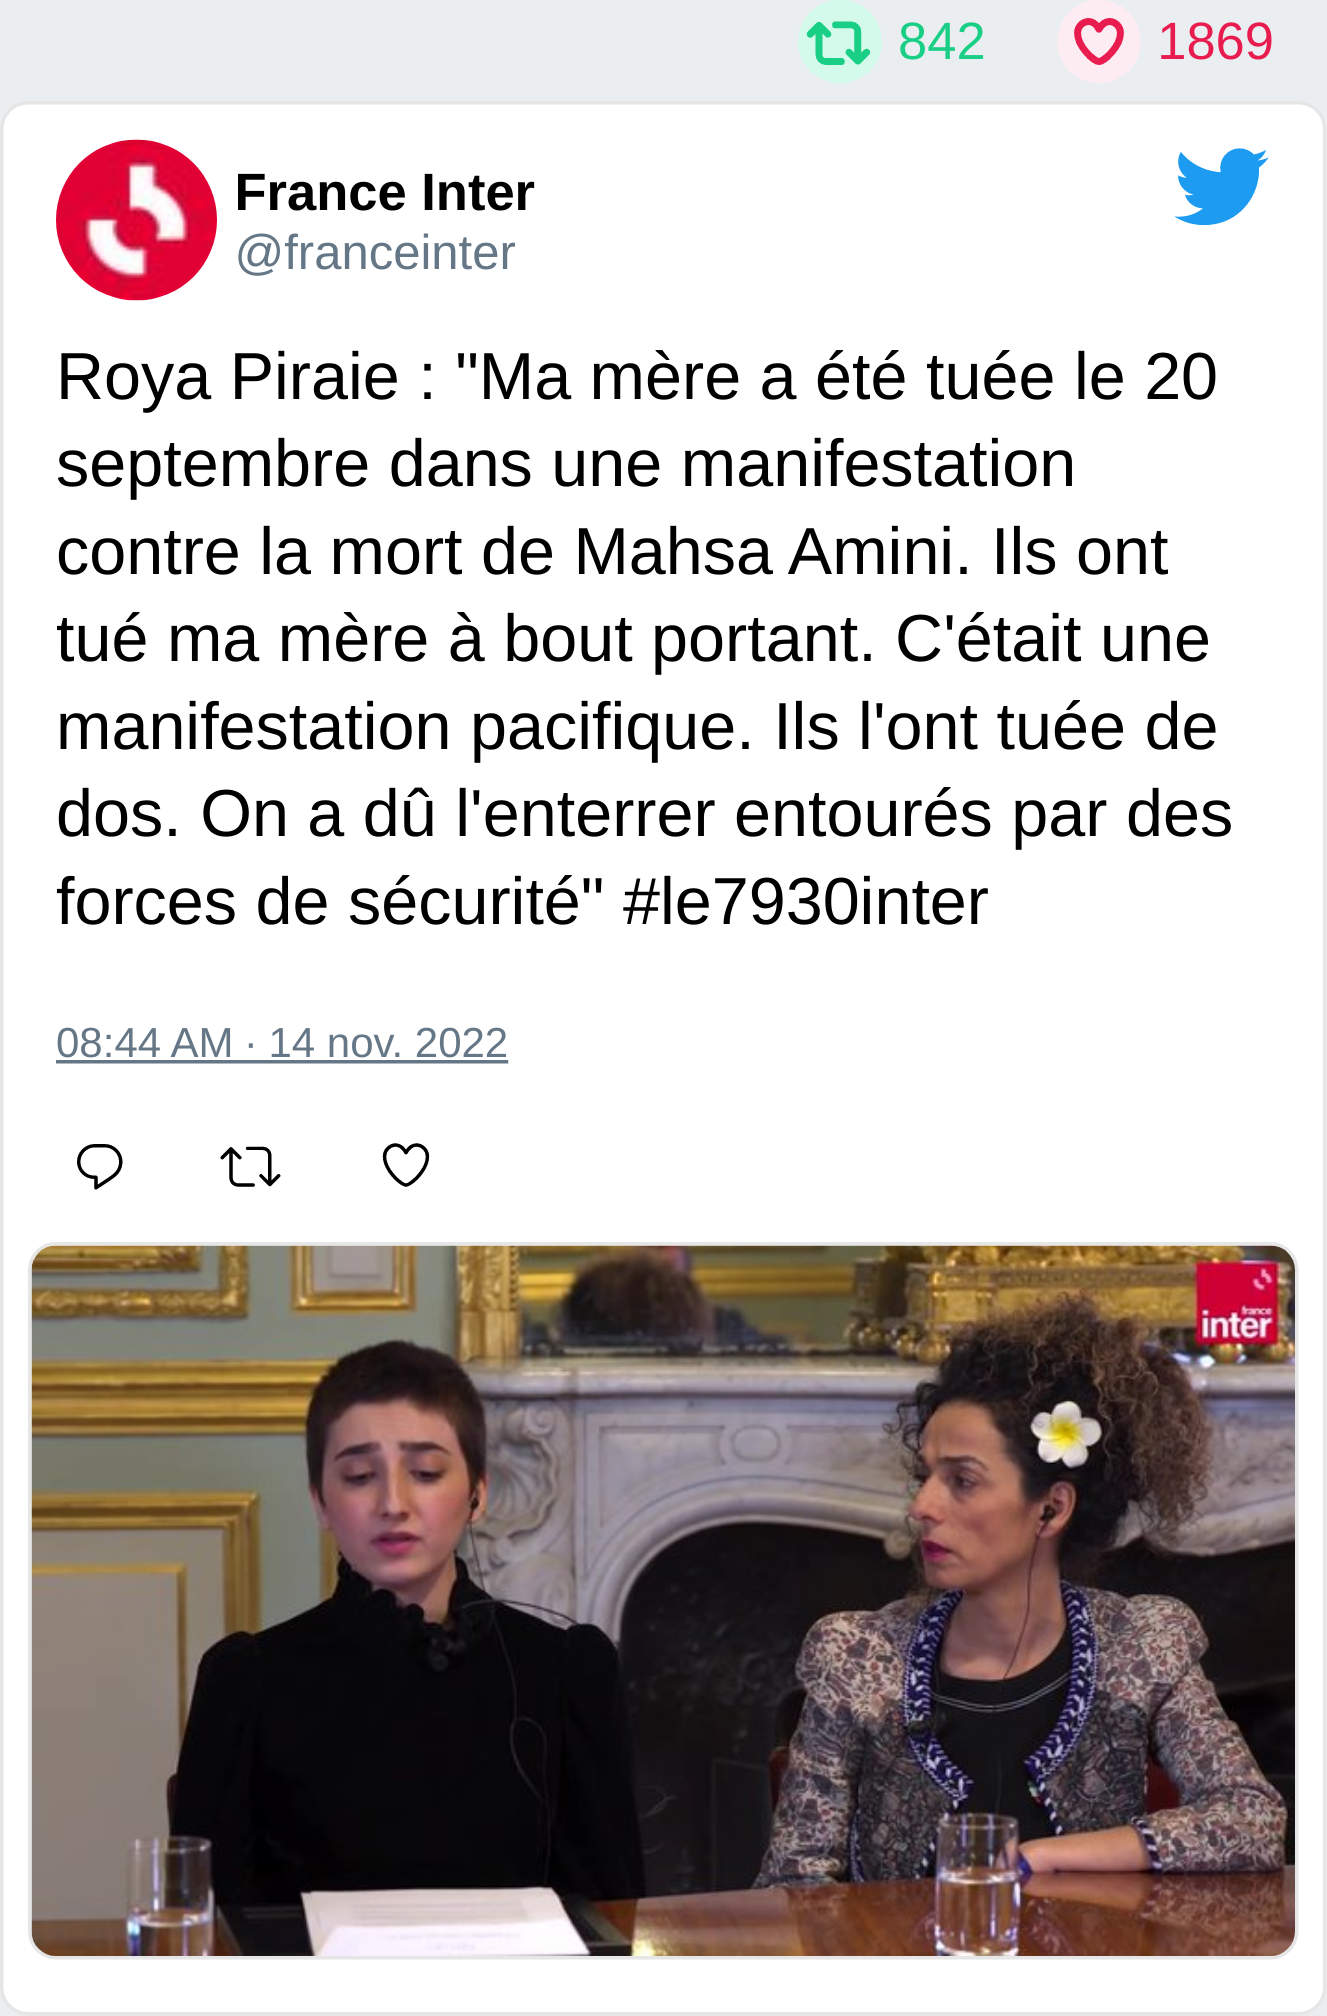 842 1869
France Inter
@franceinter
Roya Piraie : "Ma mère a été tuée le 20
septembre dans une manifestation
contre la mort de Mahsa Amini. Ils ont
tué ma mère à bout portant. C'était une
manifestation pacifique. Ils l'ont tuée de
dos. On a dû l'enterrer entourés par des
forces de sécurité" #le7930inter
08:44 AM · 14 nov. 2022
france
inter